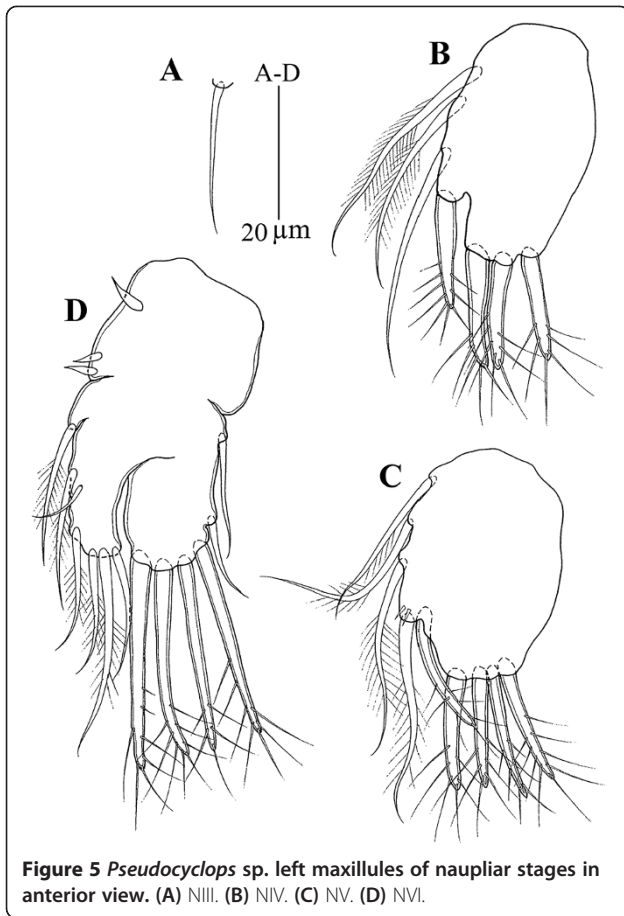 A
A-D
20 µm
B
D
C
Figure 5 Pseudocyclops sp. left maxillules of naupliar stages in
anterior view. (A) NIII. (B) NIV. (C) NV. (D) NVI.